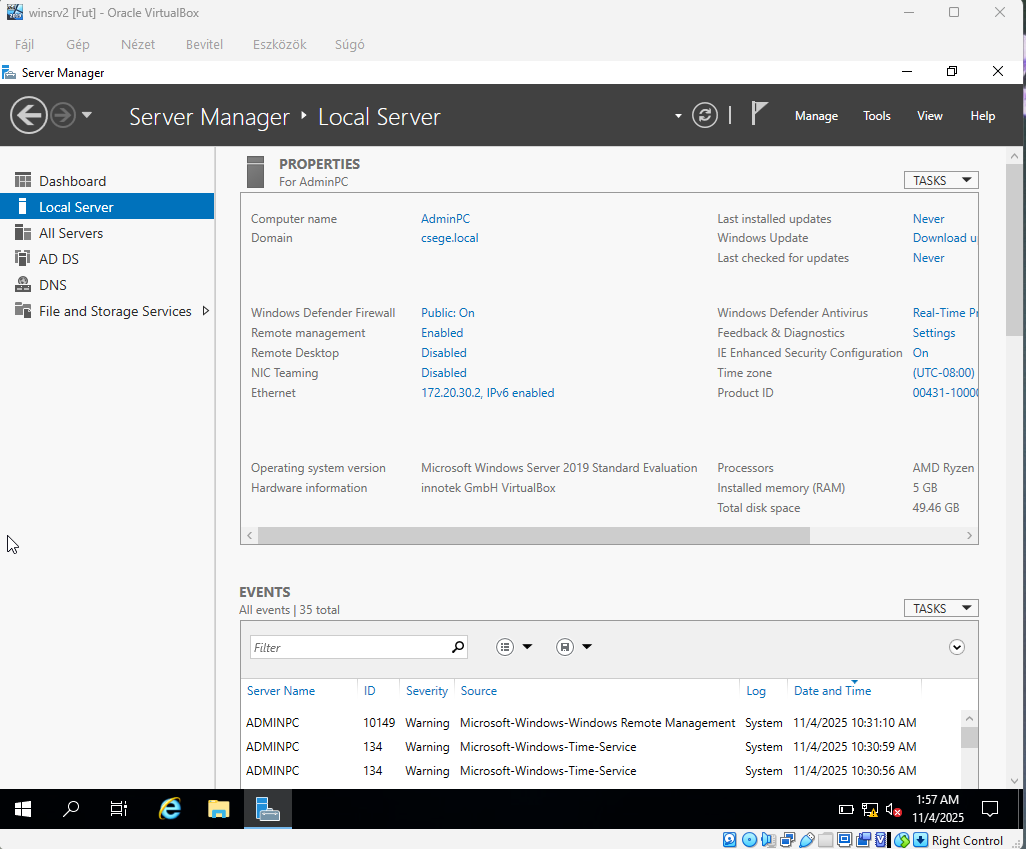 winsrv2 [Fut] - Oracle VirtualBox
Fájl Gép Nézet Bevitel Eszközök Súgó
Server Manager
Server Manager Local Server
Manage Tools View Help
Dashboard
Local Server
All Servers
AD DS
DNS
File and Storage Services
PROPERTIES
For AdminPC
TASKS
Computer name AdminPC Last installed updates Never
Domain csege.local Windows Update Download u
Last checked for updates Never
Windows Defender Firewall Public: On Windows Defender Antivirus Real-Time Pr
Remote management Enabled Feedback & Diagnostics Settings
Remote Desktop Disabled IE Enhanced Security Configuration On
NIC Teaming Disabled Time zone (UTC-08:00)
Ethernet 172.20.30.2, IPv6 enabled Product ID 00431-1000
Operating system version Microsoft Windows Server 2019 Standard Evaluation Processors AMD Ryzen
Hardware information innotek GmbH VirtualBox Installed memory (RAM) 5 GB
Total disk space 49.46 GB
EVENTS
All events | 35 total
TASKS
Filter
Server Name ID Severity Source Log Date and Time
ADMINPC 10149 Warning Microsoft-Windows-Windows Remote Management System 11/4/2025 10:31:10 AM
ADMINPC 134 Warning Microsoft-Windows-Time-Service System 11/4/2025 10:30:59 AM
ADMINPC 134 Warning Microsoft-Windows-Time-Service System 11/4/2025 10:30:56 AM
1:57 AM
11/4/2025
Right Control